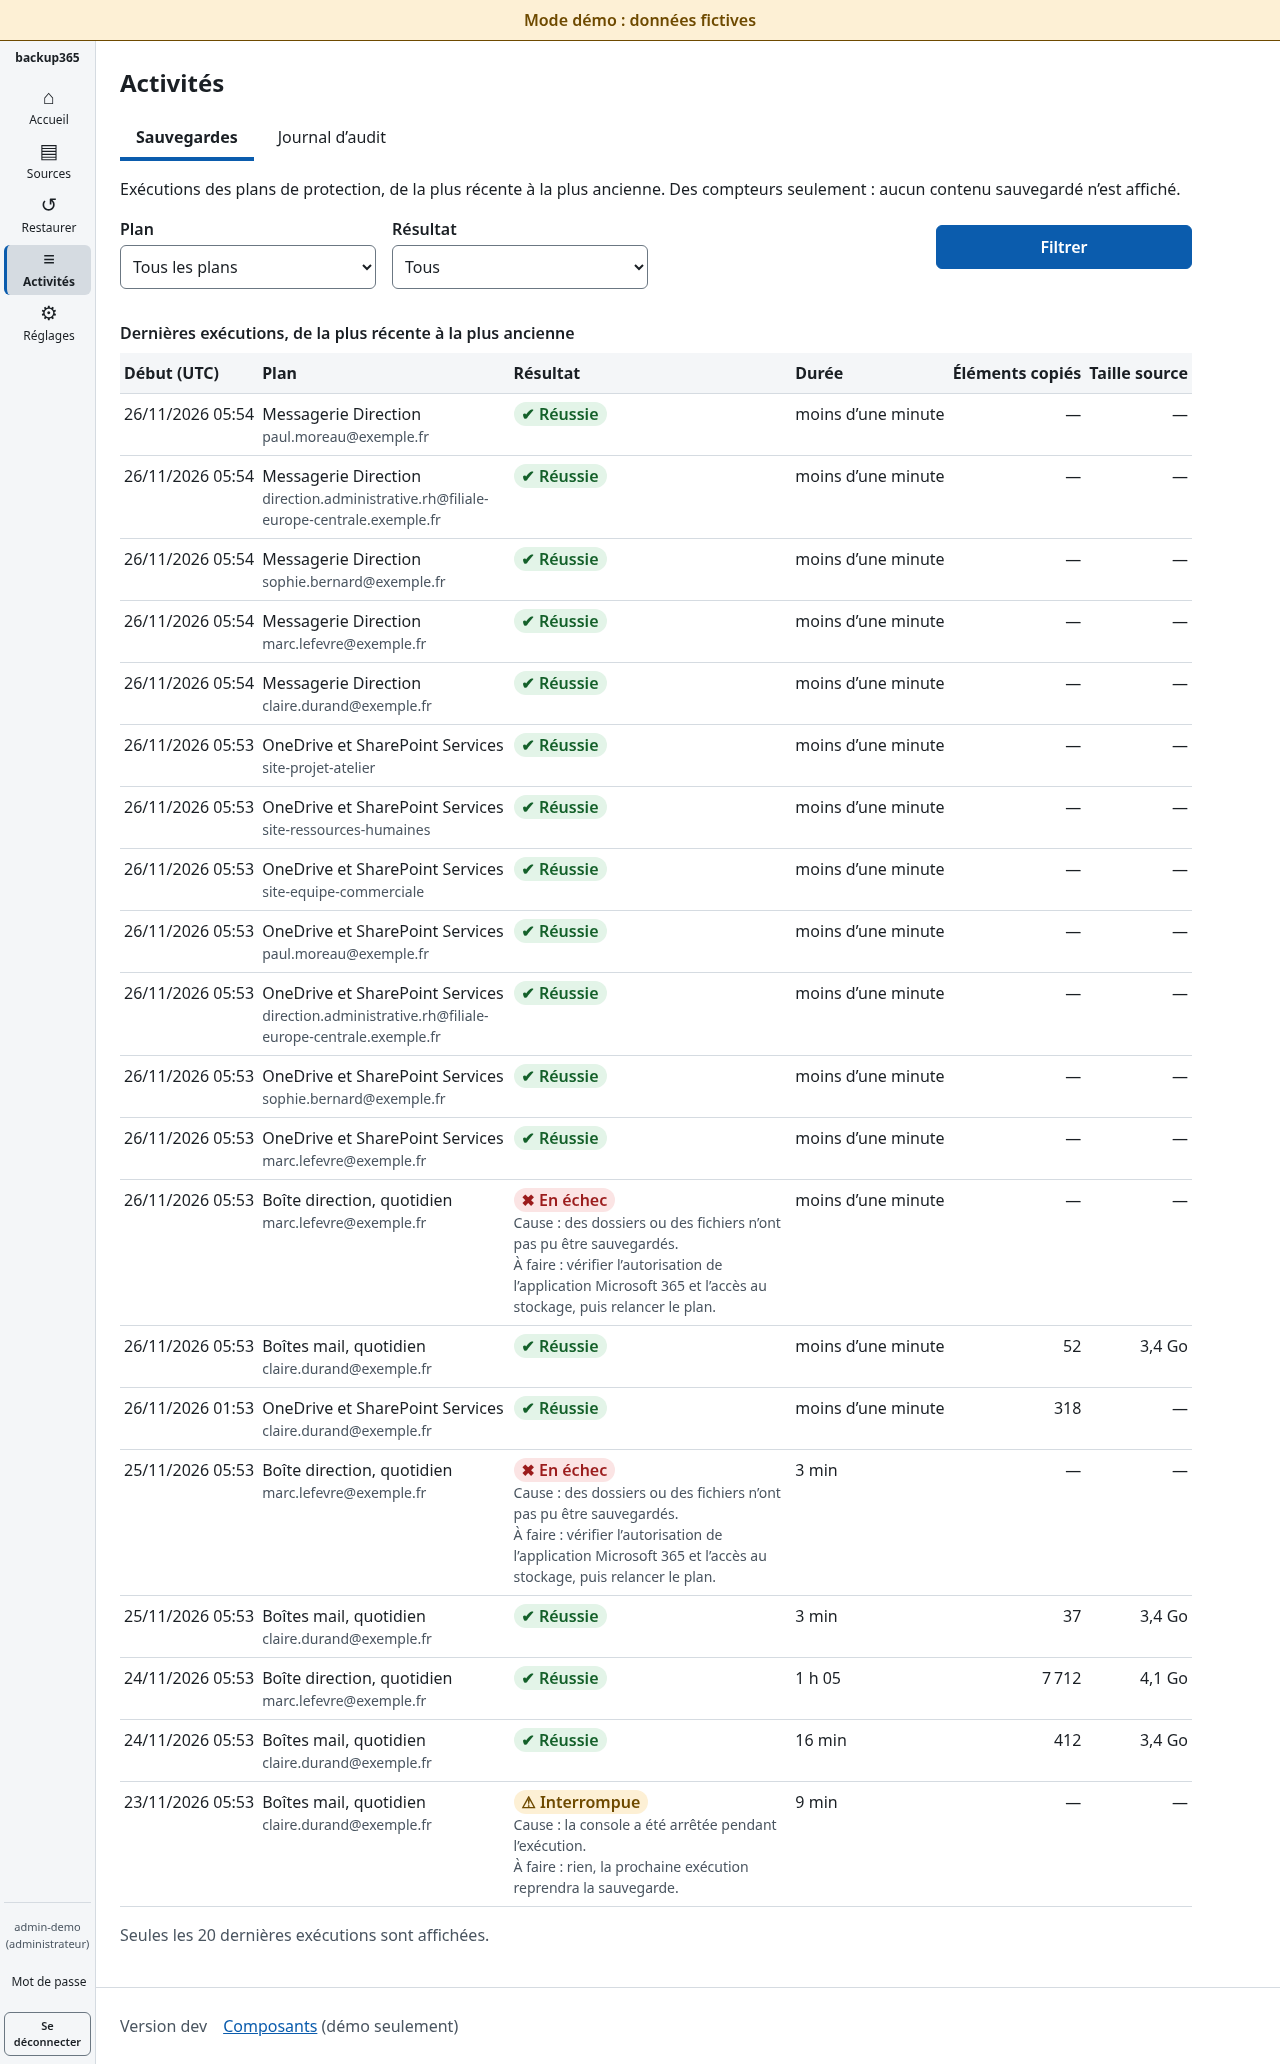 Mode démo : données fictives
backup365
Accueil
Sources
Restaurer
Activités
Réglages
admin-demo
(administrateur)
Mot de passe
Se
déconnecter
Activités
Sauvegardes Journal d’audit
Exécutions des plans de protection, de la plus récente à la plus ancienne. Des compteurs seulement : aucun contenu sauvegardé n’est affiché.
Plan Résultat
Tous les plans Tous Filtrer
Dernières exécutions, de la plus récente à la plus ancienne
Début (UTC) Plan Résultat Durée Éléments copiés Taille source
26/11/2026 05:54 Messagerie Direction ✔ Réussie moins d’une minute — —
paul.moreau@exemple.fr
26/11/2026 05:54 Messagerie Direction ✔ Réussie moins d’une minute — —
direction.administrative.rh@filiale-
europe-centrale.exemple.fr
26/11/2026 05:54 Messagerie Direction ✔ Réussie moins d’une minute — —
sophie.bernard@exemple.fr
26/11/2026 05:54 Messagerie Direction ✔ Réussie moins d’une minute — —
marc.lefevre@exemple.fr
26/11/2026 05:54 Messagerie Direction ✔ Réussie moins d’une minute — —
claire.durand@exemple.fr
26/11/2026 05:53 OneDrive et SharePoint Services ✔ Réussie moins d’une minute — —
site-projet-atelier
26/11/2026 05:53 OneDrive et SharePoint Services ✔ Réussie moins d’une minute — —
site-ressources-humaines
26/11/2026 05:53 OneDrive et SharePoint Services ✔ Réussie moins d’une minute — —
site-equipe-commerciale
26/11/2026 05:53 OneDrive et SharePoint Services ✔ Réussie moins d’une minute — —
paul.moreau@exemple.fr
26/11/2026 05:53 OneDrive et SharePoint Services ✔ Réussie moins d’une minute — —
direction.administrative.rh@filiale-
europe-centrale.exemple.fr
26/11/2026 05:53 OneDrive et SharePoint Services ✔ Réussie moins d’une minute — —
sophie.bernard@exemple.fr
26/11/2026 05:53 OneDrive et SharePoint Services ✔ Réussie moins d’une minute — —
marc.lefevre@exemple.fr
26/11/2026 05:53 Boîte direction, quotidien ✖ En échec moins d’une minute — —
marc.lefevre@exemple.fr Cause : des dossiers ou des fichiers n’ont
pas pu être sauvegardés.
À faire : vérifier l’autorisation de
l’application Microsoft 365 et l’accès au
stockage, puis relancer le plan.
26/11/2026 05:53 Boîtes mail, quotidien ✔ Réussie moins d’une minute 52 3,4 Go
claire.durand@exemple.fr
26/11/2026 01:53 OneDrive et SharePoint Services ✔ Réussie moins d’une minute 318 —
claire.durand@exemple.fr
25/11/2026 05:53 Boîte direction, quotidien ✖ En échec 3 min — —
marc.lefevre@exemple.fr Cause : des dossiers ou des fichiers n’ont
pas pu être sauvegardés.
À faire : vérifier l’autorisation de
l’application Microsoft 365 et l’accès au
stockage, puis relancer le plan.
25/11/2026 05:53 Boîtes mail, quotidien ✔ Réussie 3 min 37 3,4 Go
claire.durand@exemple.fr
24/11/2026 05:53 Boîte direction, quotidien ✔ Réussie 1 h 05 7 712 4,1 Go
marc.lefevre@exemple.fr
24/11/2026 05:53 Boîtes mail, quotidien ✔ Réussie 16 min 412 3,4 Go
claire.durand@exemple.fr
23/11/2026 05:53 Boîtes mail, quotidien ⚠ Interrompue 9 min — —
claire.durand@exemple.fr Cause : la console a été arrêtée pendant
l’exécution.
À faire : rien, la prochaine exécution
reprendra la sauvegarde.
Seules les 20 dernières exécutions sont affichées.
Version dev Composants (démo seulement)